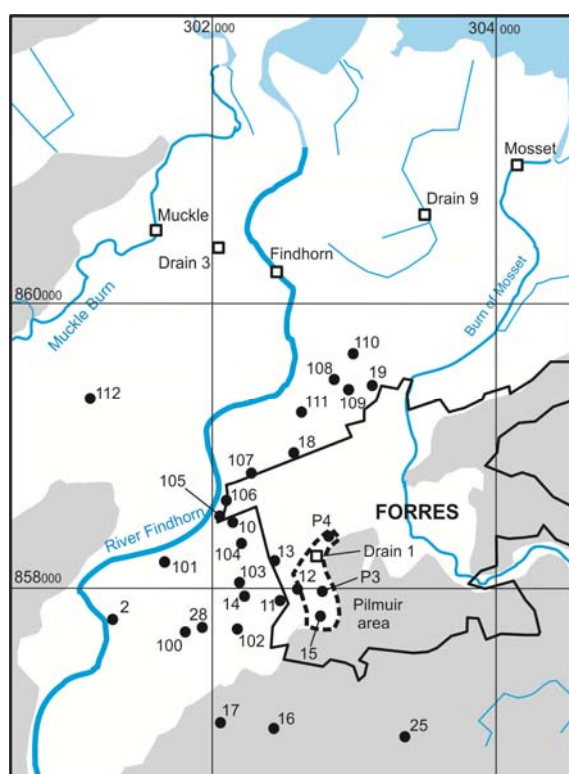 302000
304000
Mosset
Muckle
Drain 9
Drain 3
Findhorn
860000
Muckle Burn
Burn of Mosset
110
108
19
109
112
111
18
107
105
106
FORRES
River Findhorn
10
P4
104
13
Drain 1
101
858000
103
12
P3
14
11
Pilmuir
area
2
28
100
102
15
17
16
25